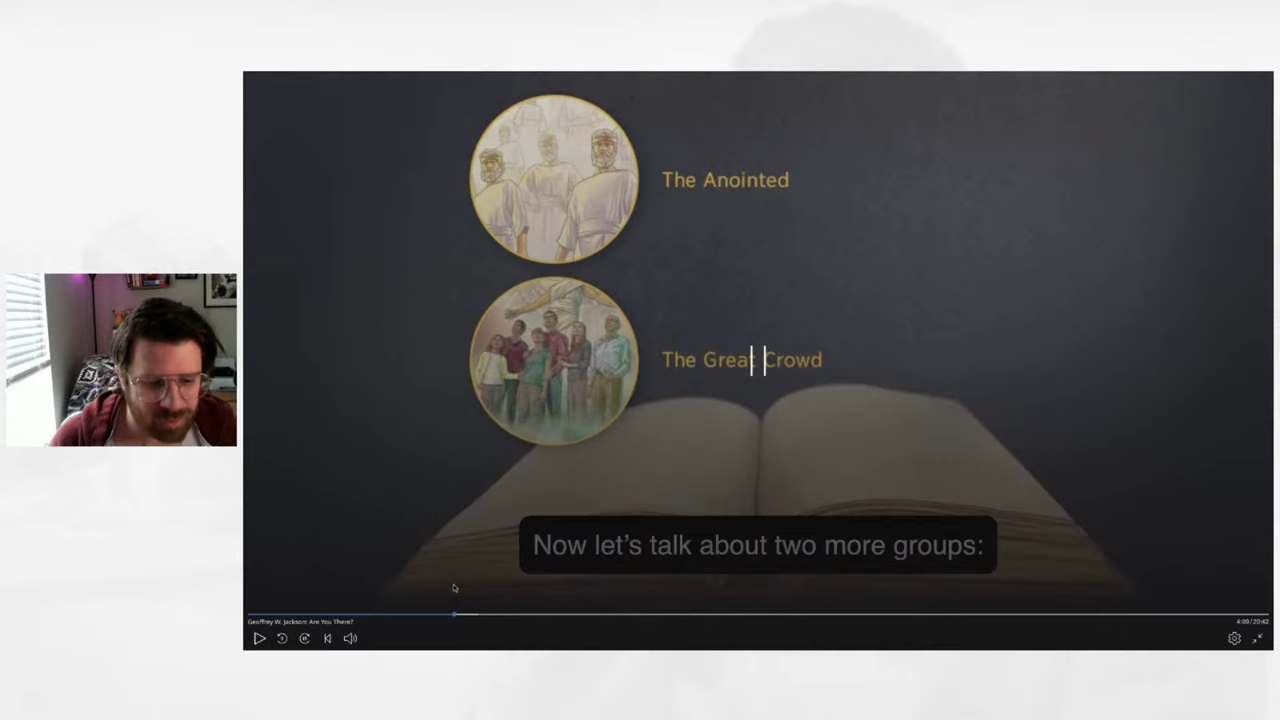 The Anointed
The Great Crowd
Now let's talk about two more groups:
Geoffrey W. Jackson: Are You There?
4:09/20:42